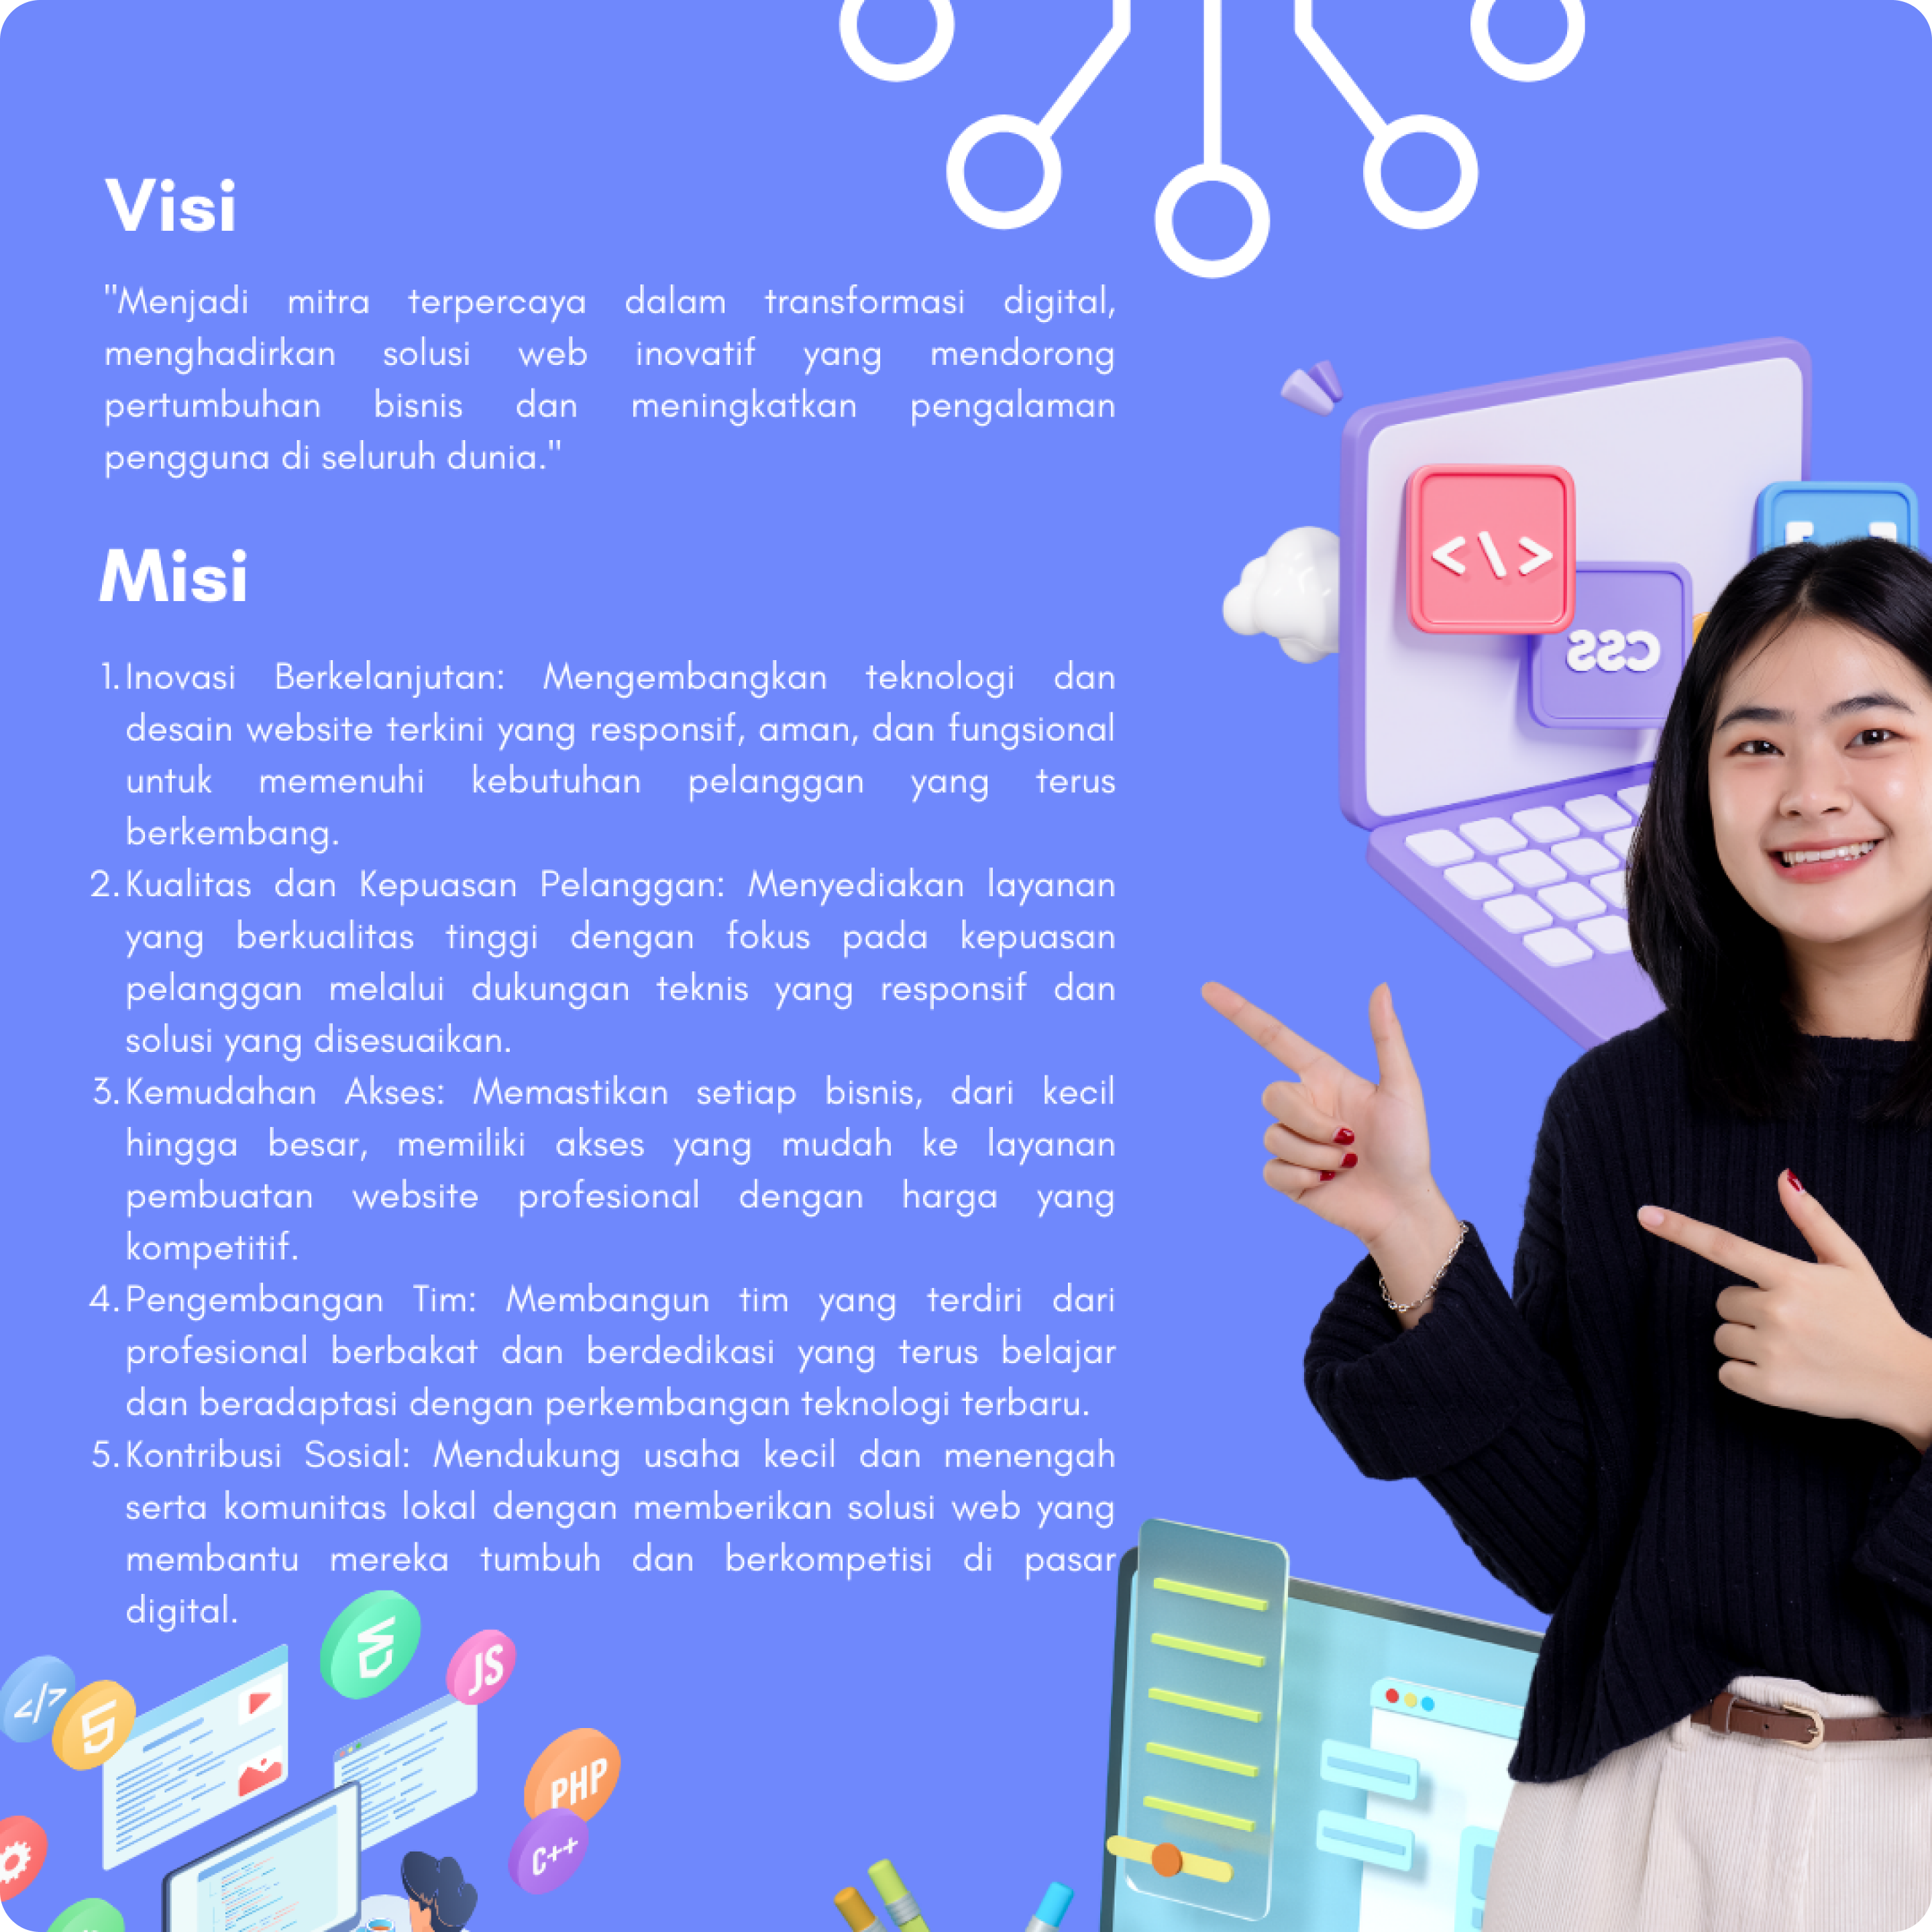 Visi
"Menjadi mitra terpercaya dalam transformasi digital,
menghadirkan solusi web inovatif yang mendorong
pertumbuhan bisnis dan meningkatkan pengalaman
pengguna di seluruh dunia."
Misi
1. Inovasi Berkelanjutan: Mengembangkan teknologi dan
desain website terkini yang responsif, aman, dan fungsional
untuk memenuhi kebutuhan pelanggan yang terus
berkembang.
2. Kualitas dan Kepuasan Pelanggan: Menyediakan layanan
yang berkualitas tinggi dengan fokus pada kepuasan
pelanggan melalui dukungan teknis yang responsif dan
solusi yang disesuaikan.
3. Kemudahan Akses: Memastikan setiap bisnis, dari kecil
hingga besar, memiliki akses yang mudah ke layanan
pembuatan website profesional dengan harga yang
kompetitif.
4. Pengembangan Tim: Membangun tim yang terdiri dari
profesional berbakat dan berdedikasi yang terus belajar
dan beradaptasi dengan perkembangan teknologi terbaru.
5. Kontribusi Sosial: Mendukung usaha kecil dan menengah
serta komunitas lokal dengan memberikan solusi web yang
membantu mereka tumbuh dan berkompetisi di pasar
digital.
<\>
CSS
</>
5
JS
PHP
C++